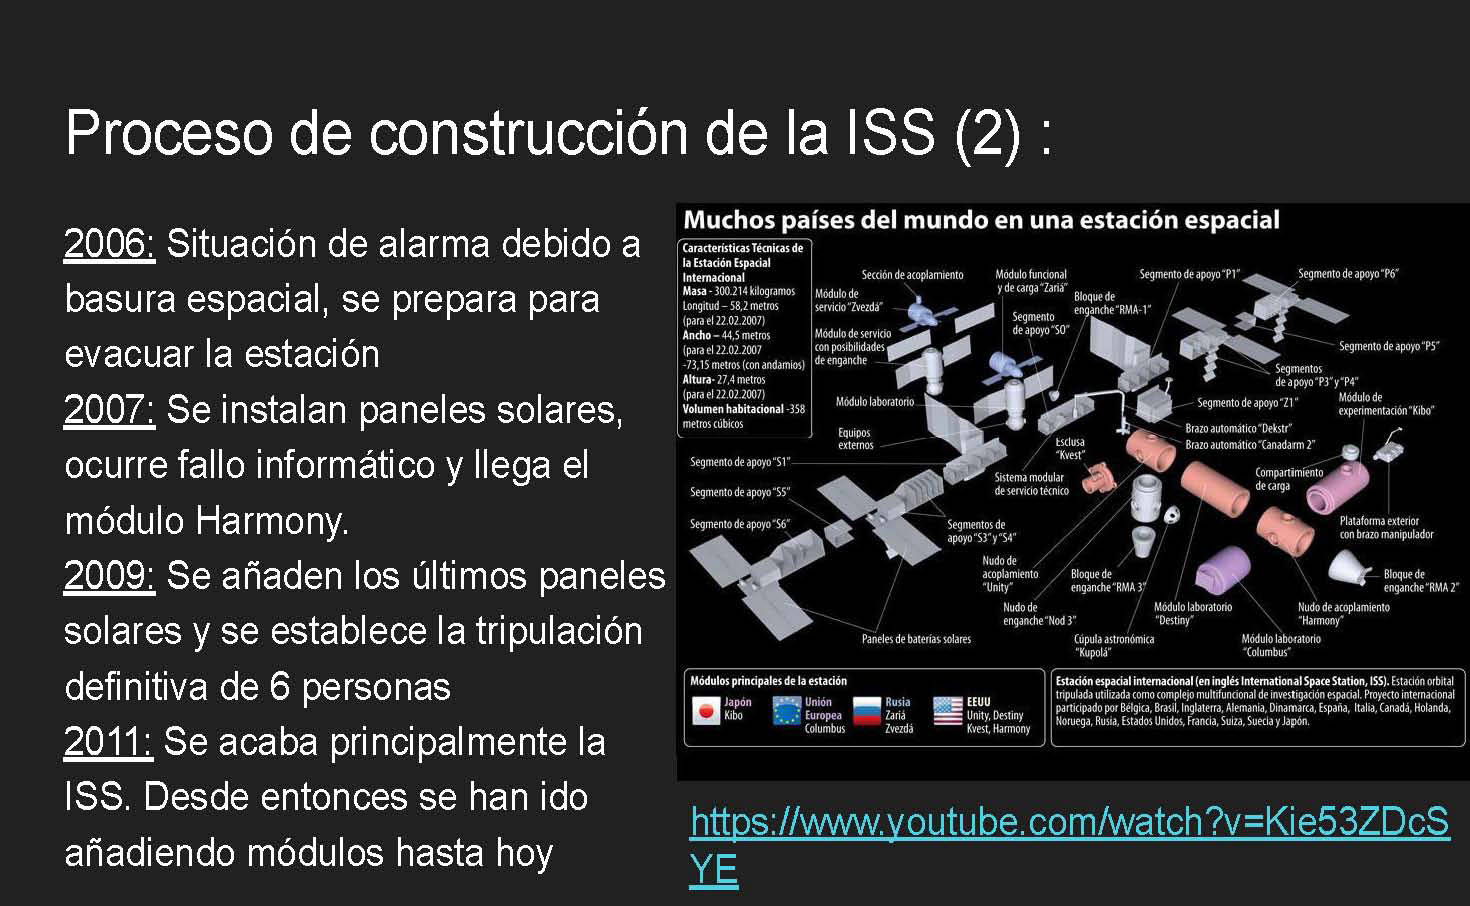 Proceso de construcción de la ISS (2) :
2006: Situación de alarma debido a
basura espacial, se prepara para
evacuar la estación
2007: Se instalan paneles solares,
ocurre fallo informático y llega el
módulo Harmony.
2009: Se añaden los últimos paneles
solares y se establece la tripulación
definitiva de 6 personas
2011: Se acaba principalmente la
ISS. Desde entonces se han ido
añadiendo módulos hasta hoy
Muchos países del mundo en una estación espacial
Características Técnicas de
la Estación Espacial
Internacional
Masa - 300.214 kilogramos
Longitud – 58,2 metros
(para el 22.02.2007)
Ancho – 44,5 metros
(para el 22.02.2007
-73,15 metros (con andamios)
Altura- 27,4 metros
(para el 22.02.2007)
Volumen habitacional -358
metros cúbicos
Sección de acoplamiento
Módulo de
servicio "Zvezdá"
Módulo de servicio
con posibilidades
de enganche
Módulo funcional
y de carga "Zariá"
Segmento
de apoyo "S0"
Bloque de
enganche "RMA-1"
Segmento de apoyo "P1"
Segmento de apoyo "P6"
Segmento de apoyo "P5"
Segmentos
de apoyo "P3" y "P4"
Módulo laboratorio
Equipos
externos
Segmento de apoyo "Z1"
Módulo de
experimentación "Kibo"
Brazo automático "Dekstr"
Brazo automático "Canadarm 2"
Esclusa
"Kvest"
Segmento de apoyo "S1"
Segmento de apoyo "S5"
Segmento de apoyo "S6"
Sistema modular
de servicio técnico
Compartimiento
de carga
Segmentos de
apoyo "S3" y "S4"
Plataforma exterior
con brazo manipulador
Nudo de
acoplamiento
"Unity"
Bloque de
enganche "RMA 3"
Bloque de
enganche "RMA 2"
Nudo de
enganche "Nod 3"
Módulo laboratorio
"Destiny"
Nudo de acoplamiento
"Harmony"
Paneles de baterías solares
Cúpula astronómica
"Kupolá"
Módulo laboratorio
"Columbus"
Módulos principales de la estación
Japón
Kibo
Unión
Europea
Columbus
Rusia
Zariá
Zvezdá
EEUU
Unity, Destiny
Kvest, Harmony
Estación espacial internacional (en inglés International Space Station, ISS). Estación orbital
tripulada utilizada como complejo multifuncional de investigación espacial. Proyecto internacional
participado por Bélgica, Brasil, Inglaterra, Alemania, Dinamarca, España, Italia, Canadá, Holanda,
Noruega, Rusia, Estados Unidos, Francia, Suiza, Suecia y Japón.
https://www.youtube.com/watch?v=Kie53ZDcS
YE